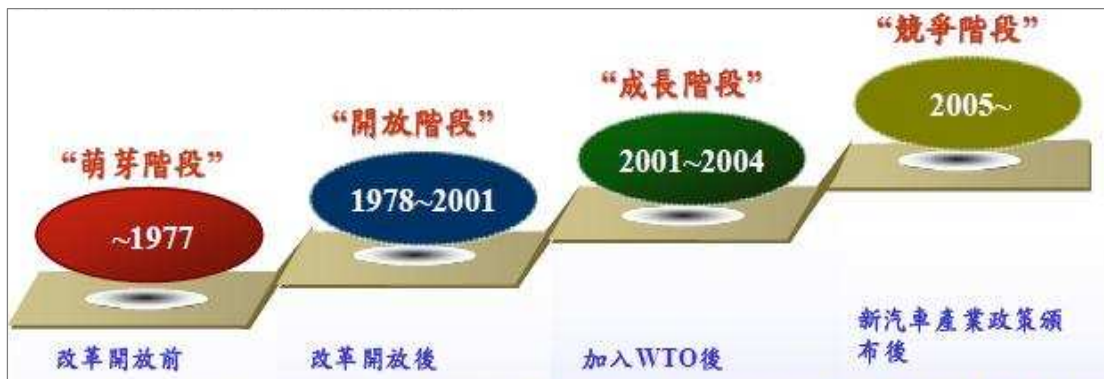 “萌芽階段”
~1977
改革開放前
“開放階段”
1978~2001
改革開放後
“成長階段”
2001~2004
加入WTO後
“競爭階段”
2005~
新汽車產業政策頒
布後